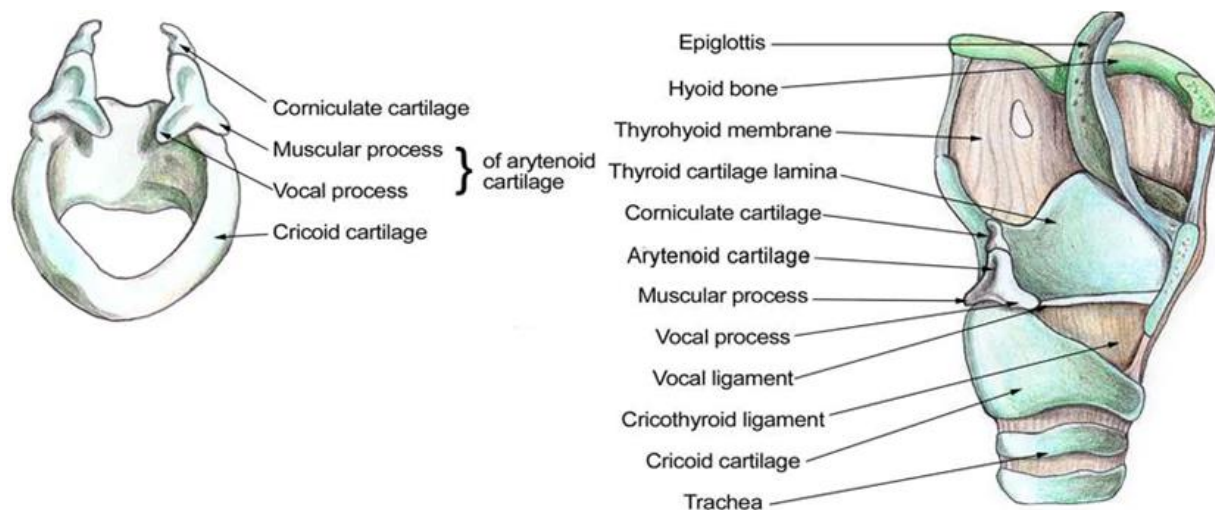 Corniculate cartilage
Muscular process
Vocal process
} of arytenoid
cartilage
Cricoid cartilage
Epiglottis
Hyoid bone
Thyrohyoid membrane
Thyroid cartilage lamina
Corniculate cartilage
Arytenoid cartilage
Muscular process
Vocal process
Vocal ligament
Cricothyroid ligament
Cricoid cartilage
Trachea